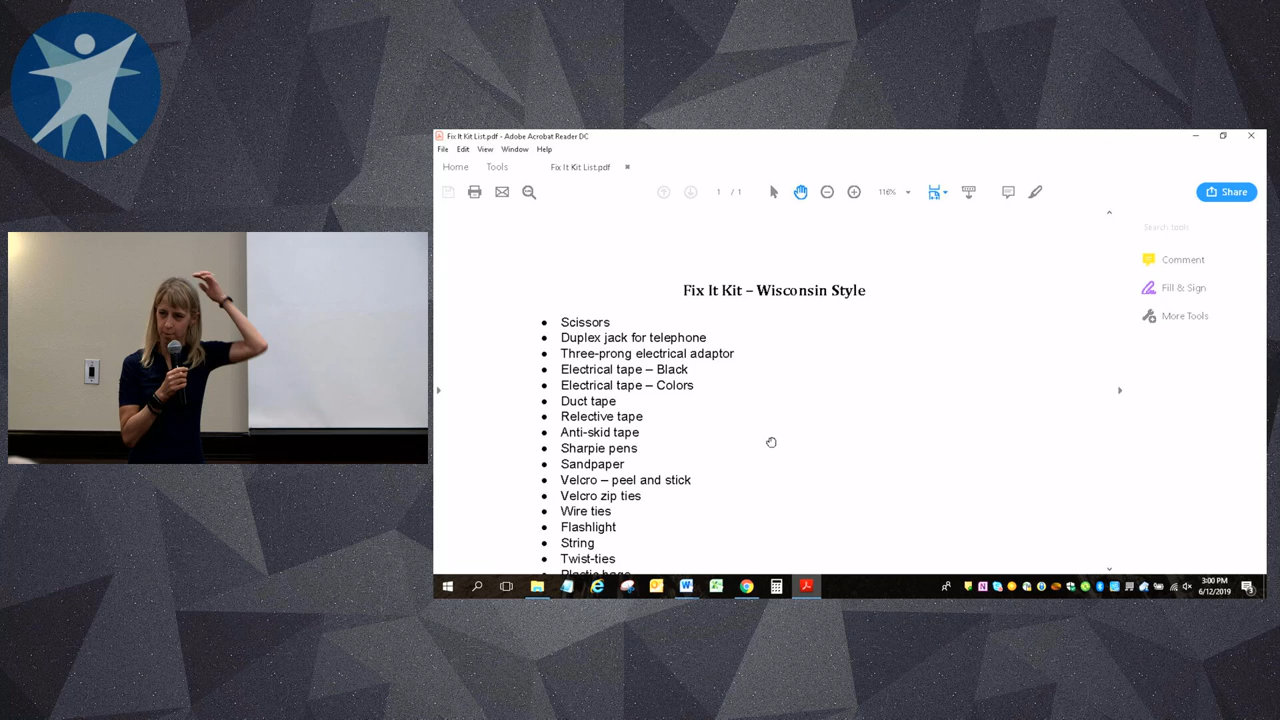 Fix It Kit List.pdf - Adobe Acrobat Reader DC
File Edit View Window Help
Home Tools Fix It Kit List.pdf
1 / 1 116% Share
Search tools
Comment
Fill & Sign
More Tools
Fix It Kit – Wisconsin Style
• Scissors
• Duplex jack for telephone
• Three-prong electrical adaptor
• Electrical tape – Black
• Electrical tape – Colors
• Duct tape
• Relective tape
• Anti-skid tape
• Sharpie pens
• Sandpaper
• Velcro – peel and stick
• Velcro zip ties
• Wire ties
• Flashlight
• String
• Twist-ties
• Plastic bags
3:00 PM
6/12/2019